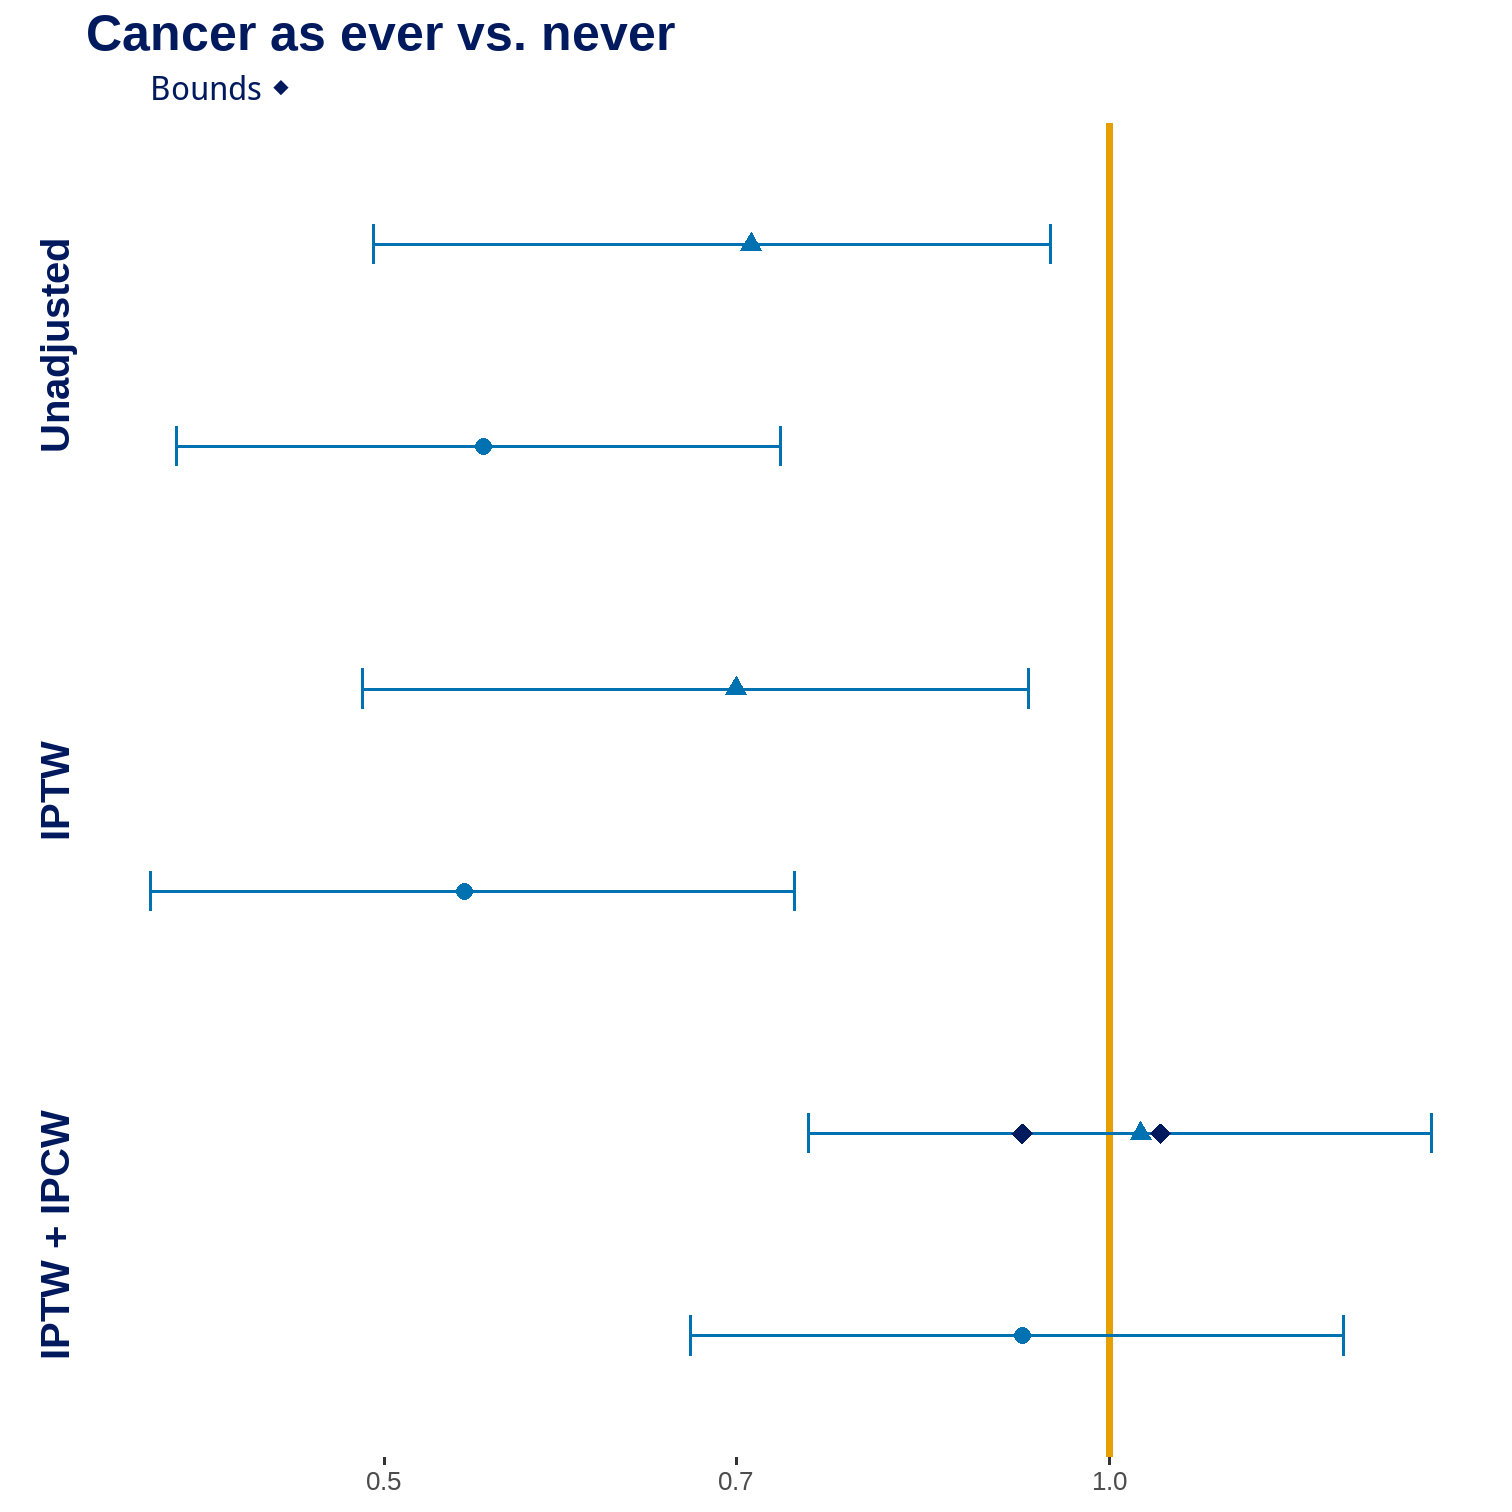 Cancer as ever vs. never
Bounds ◆
Unadjusted
IPTW
IPTW + IPCW
0.5 0.7 1.0